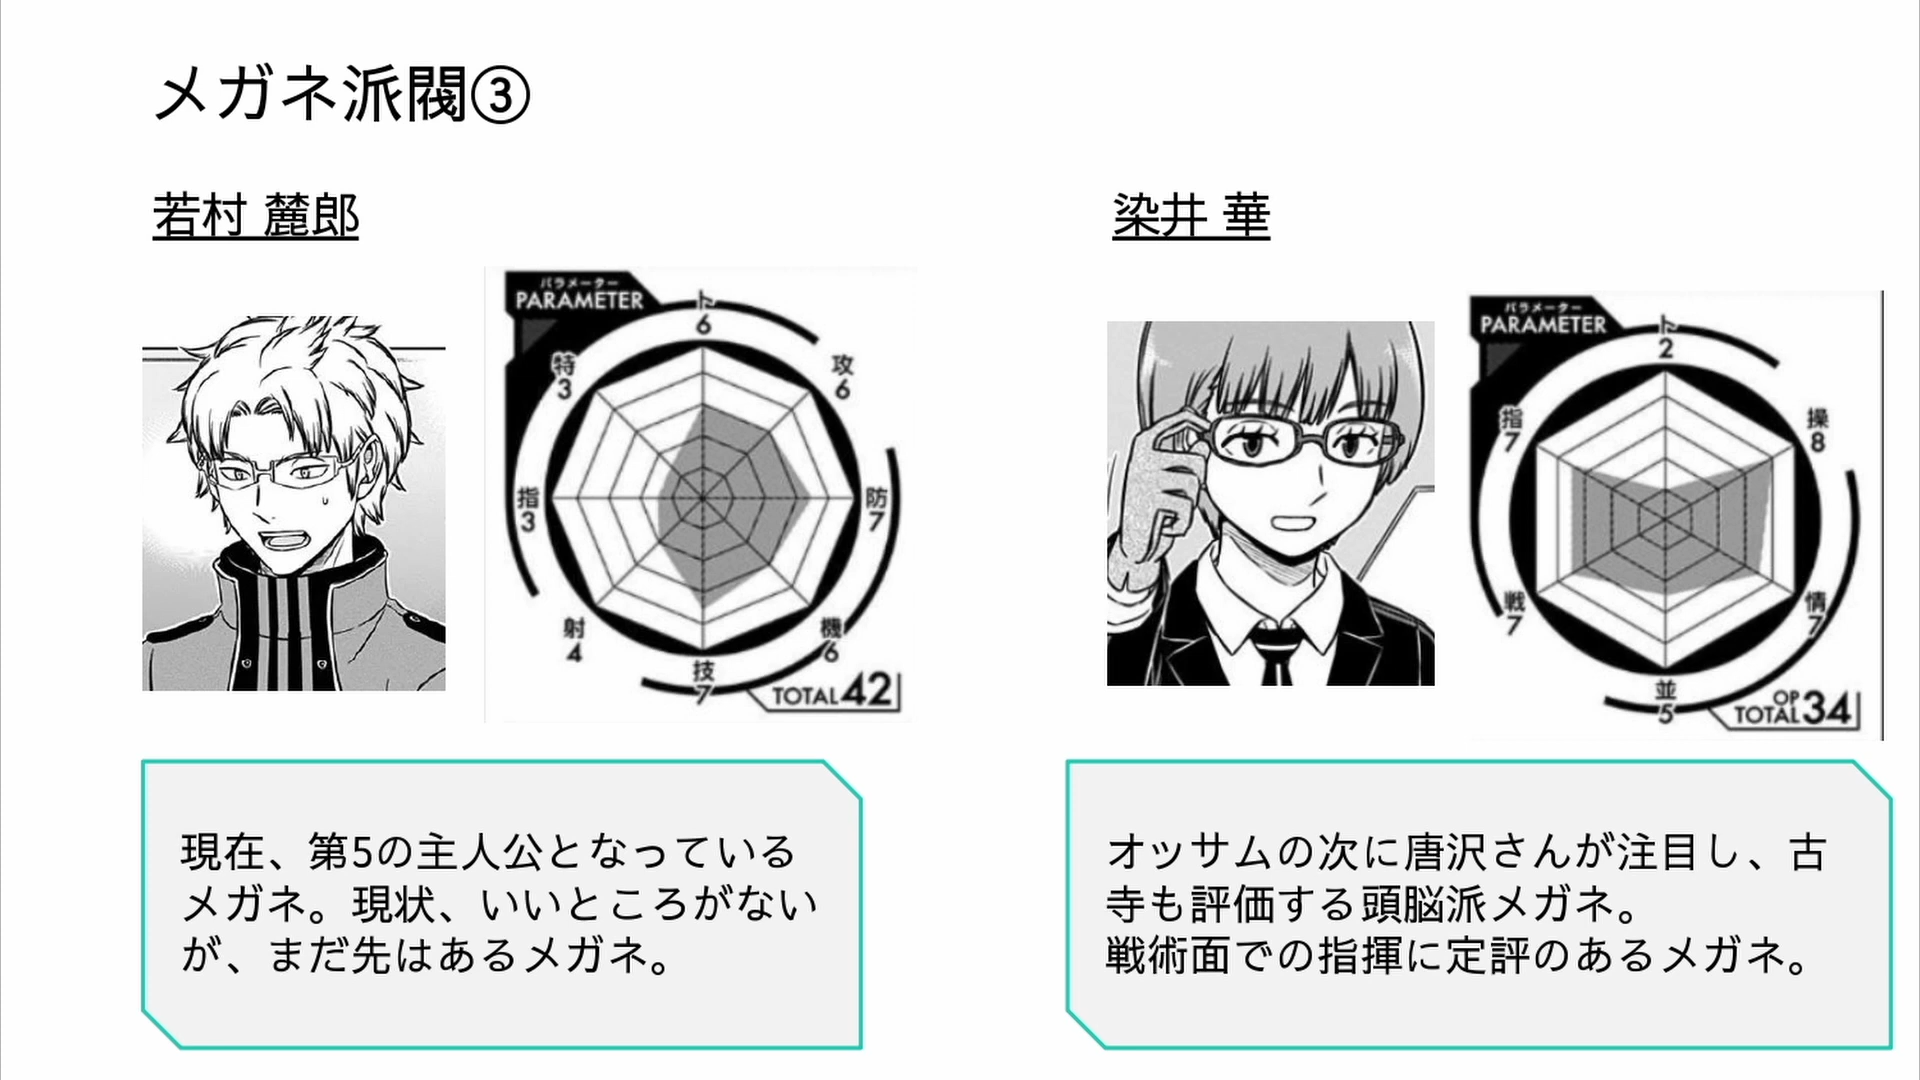 メガネ派閥③
若村 麓郎
パラメーター
PARAMETER
ト
6
攻
6
防
7
機
6
技
7
射
4
指
3
特
3
TOTAL 42
現在、第5の主人公となっている
メガネ。現状、いいところがない
が、まだ先はあるメガネ。
染井 華
パラメーター
PARAMETER
ト
2
操
8
情
7
並
5
戦
7
指
7
OP
TOTAL 34
オッサムの次に唐沢さんが注目し、古
寺も評価する頭脳派メガネ。
戦術面での指揮に定評のあるメガネ。